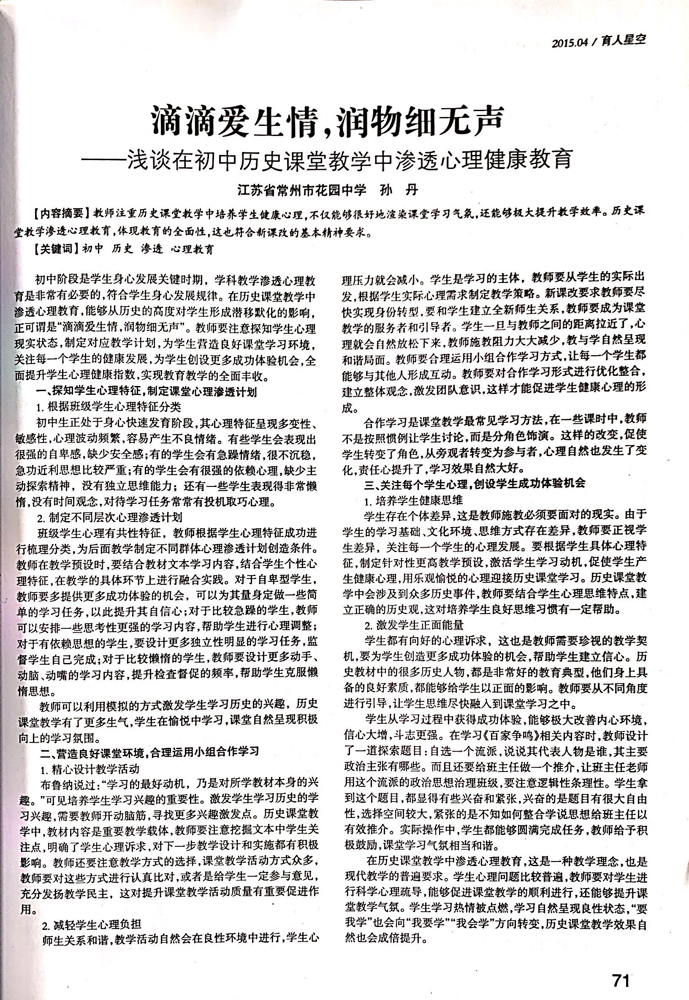 2015.04 / 育人星空
滴滴爱生情,润物细无声
——浅谈在初中历史课堂教学中渗透心理健康教育
江苏省常州市花园中学 孙 丹
【内容摘要】教师注重历史课堂教学中培养学生健康心理,不仅能够很好地渲染课堂学习气氛,还能够极大提升教学效率。历史课
堂教学渗透心理教育,体现教育的全面性,这也符合新课改的基本精神要求。
【关键词】初中 历史 渗透 心理教育
初中阶段是学生身心发展关键时期，学科教学渗透心理教
育是非常有必要的,符合学生身心发展规律。在历史课堂教学中
渗透心理教育,能够从历史的高度对学生形成潜移默化的影响,
正可谓是“滴滴爱生情,润物细无声”。教师要注意探知学生心理
现实状态,制定对应教学计划,为学生营造良好课堂学习环境,
关注每一个学生的健康发展,为学生创设更多成功体验机会,全
面提升学生心理健康指数,实现教育教学的全面丰收。
一、探知学生心理特征,制定课堂心理渗透计划
1. 根据班级学生心理特征分类
初中生正处于身心快速发育阶段,其心理特征呈现多变性、
敏感性,心理波动频繁,容易产生不良情绪。有些学生会表现出
很强的自卑感,缺少安全感;有的学生会有急躁情绪,很不沉稳,
急功近利思想比较严重;有的学生会有很强的依赖心理,缺少主
动探索精神，没有独立思维能力；还有一些学生表现得非常懒
惰,没有时间观念,对待学习任务常常有投机取巧心理。
2. 制定不同层次心理渗透计划
班级学生心理有共性特征，教师根据学生心理特征成功进
行梳理分类,为后面教学制定不同群体心理渗透计划创造条件。
教师在教学预设时,要结合教材文本学习内容,结合学生个性心
理特征,在教学的具体环节上进行融合实践。对于自卑型学生,
教师要多提供更多成功体验的机会，可以为其量身定做一些简
单的学习任务,以此提升其自信心;对于比较急躁的学生,教师
可以安排一些思考性更强的学习内容,帮助学生进行心理调整;
对于有依赖思想的学生,要设计更多独立性明显的学习任务,监
督学生自己完成;对于比较懒惰的学生,教师要设计更多动手、
动脑、动嘴的学习内容,提升检查督促的频率,帮助学生克服懒
惰思想。
教师可以利用模拟的方式激发学生学习历史的兴趣，历史
课堂教学有了更多生气,学生在愉悦中学习,课堂自然呈现积极
向上的学习氛围。
二、营造良好课堂环境,合理运用小组合作学习
1. 精心设计教学活动
布鲁纳说过:“学习的最好动机，乃是对所学教材本身的兴
趣。”可见培养学生学习兴趣的重要性。激发学生学习历史的学
习兴趣,需要教师开动脑筋,寻找更多兴趣激发点。历史课堂教
学中,教材内容是重要教学载体,教师要注意挖掘文本中学生关
注点,明确了学生心理诉求,对下一步教学设计和实施都有积极
影响。教师还要注意教学方式的选择,课堂教学活动方式众多,
教师要对这些方式进行认真比对,或者是给学生一定参与意见,
充分发扬教学民主，这对提升课堂教学活动质量有重要促进作
用。
2. 减轻学生心理负担
师生关系和谐,教学活动自然会在良性环境中进行,学生心
理压力就会减小。学生是学习的主体，教师要从学生的实际出
发,根据学生实际心理需求制定教学策略。新课改要求教师要尽
快实现身份转型,要和学生建立全新师生关系,教师要成为课堂
教学的服务者和引导者。学生一旦与教师之间的距离拉近了,心
理就会自然放松下来,教师施教阻力大大减少,教与学自然呈现
和谐局面。教师要合理运用小组合作学习方式,让每一个学生都
能够与其他人形成互动。教师要对合作学习形式进行优化整合,
建立整体观念,激发团队意识,这样才能促进学生健康心理的形
成。
合作学习是课堂教学最常见学习方法,在一些课时中,教师
不是按照惯例让学生讨论,而是分角色饰演。这样的改变,促使
学生转变了角色,从旁观者转变为参与者,心理自然也发生了变
化,责任心提升了,学习效果自然大好。
三、关注每个学生心理,创设学生成功体验机会
1. 培养学生健康思维
学生存在个体差异,这是教师施教必须要面对的现实。由于
学生的学习基础、文化环境、思维方式存在差异,教师要正视学
生差异，关注每一个学生的心理发展。要根据学生具体心理特
征,制定针对性更高教学预设,激活学生学习动机,促使学生产
生健康心理,用乐观愉悦的心理迎接历史课堂学习。历史课堂教
学中会涉及到众多历史事件,教师要结合学生心理思维特点,建
立正确的历史观,这对培养学生良好思维习惯有一定帮助。
2. 激发学生正面能量
学生都有向好的心理诉求，这也是教师需要珍视的教学契
机,要为学生创造更多成功体验的机会,帮助学生建立信心。历
史教材中的很多历史人物,都是非常好的教育典型,他们身上具
备的良好素质,都能够给学生以正面的影响。教师要从不同角度
进行引导,让学生思维尽快融入到课堂学习之中。
学生从学习过程中获得成功体验,能够极大改善内心环境,
信心大增,斗志更强。在学习《百家争鸣》相关内容时,教师设计
了一道探索题目:自选一个流派,说说其代表人物是谁,其主要
政治主张有哪些。而且还要给班主任做一个推介,让班主任老师
用这个流派的政治思想治理班级,要注意逻辑性条理性。学生拿
到这个题目,都显得有些兴奋和紧张,兴奋的是题目有很大自由
性,选择空间较大,紧张的是不知如何整合学说思想给班主任以
有效推介。实际操作中,学生都能够圆满完成任务,教师给予积
极鼓励,课堂学习气氛相当和谐。
在历史课堂教学中渗透心理教育,这是一种教学理念,也是
现代教学的普遍要求。学生心理问题比较普遍,教师要对学生进
行科学心理疏导,能够促进课堂教学的顺利进行,还能够提升课
堂教学气氛。学生学习热情被点燃,学习自然呈现良性状态,“要
我学”也会向“我要学”“我会学”方向转变,历史课堂教学效果自
然也会成倍提升。
71